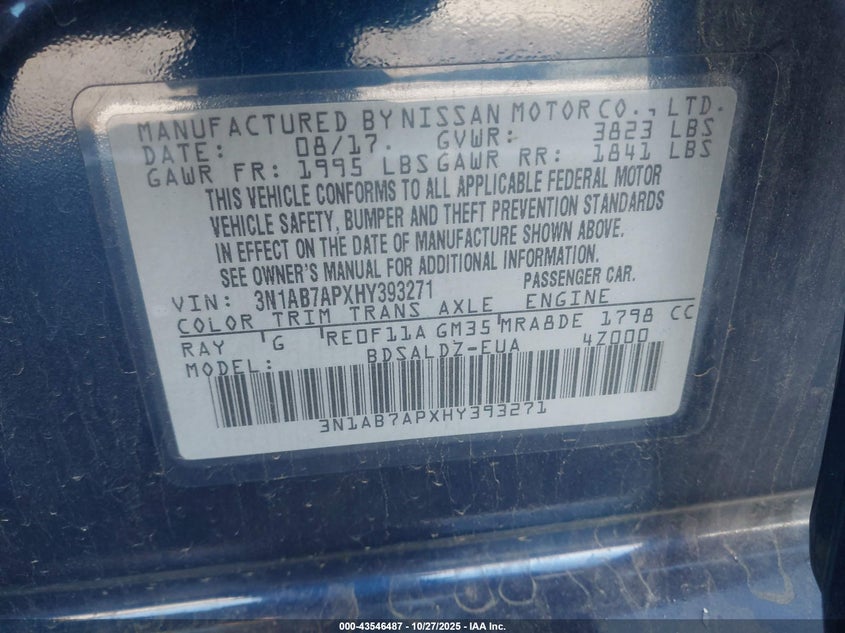 MANUFACTURED BY NISSAN MOTOR CO., LTD.
DATE: 08/17. GVWR: 3823 LBS
GAWR FR: 1995 LBS GAWR RR: 1841 LBS
THIS VEHICLE CONFORMS TO ALL APPLICABLE FEDERAL MOTOR
VEHICLE SAFETY, BUMPER AND THEFT PREVENTION STANDARDS
IN EFFECT ON THE DATE OF MANUFACTURE SHOWN ABOVE.
SEE OWNER'S MANUAL FOR ADDITIONAL INFORMATION.
VIN: 3N1AB7APXHY393271 PASSENGER CAR.
COLOR TRIM TRANS AXLE ENGINE
RAY G RE0F11A GM35 MRA8DE 1798 CC
MODEL: BDSALDZ-EUA 4Z000
3N1AB7APXHY393271
000-43546487 - 10/27/2025 - IAA Inc.